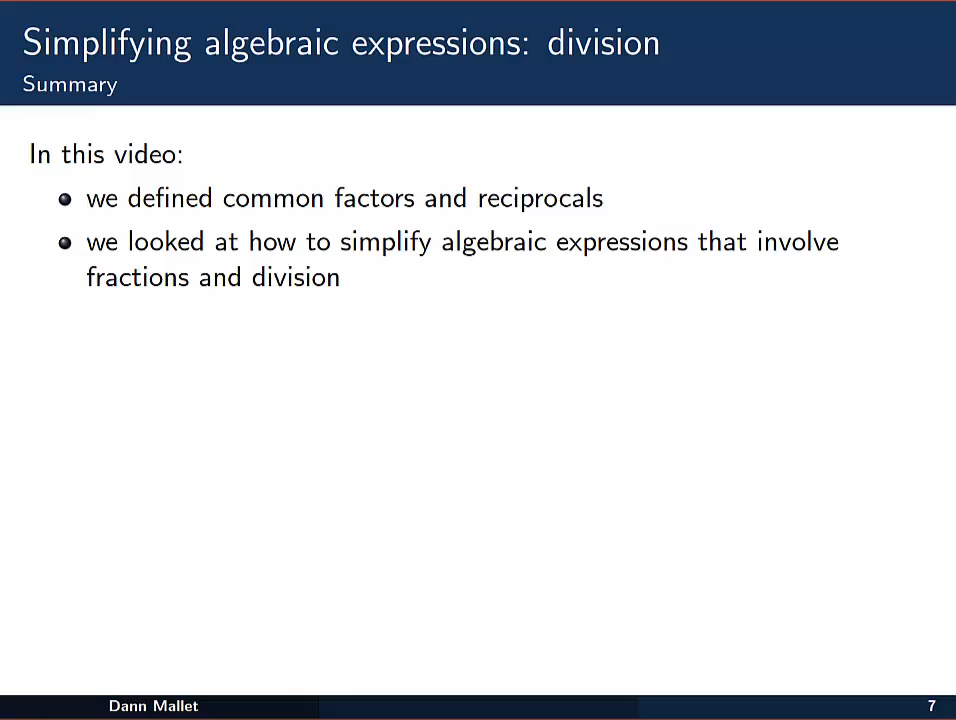 Simplifying algebraic expressions: division
Summary
In this video:
we defined common factors and reciprocals
we looked at how to simplify algebraic expressions that involve
fractions and division
Dann Mallet
7